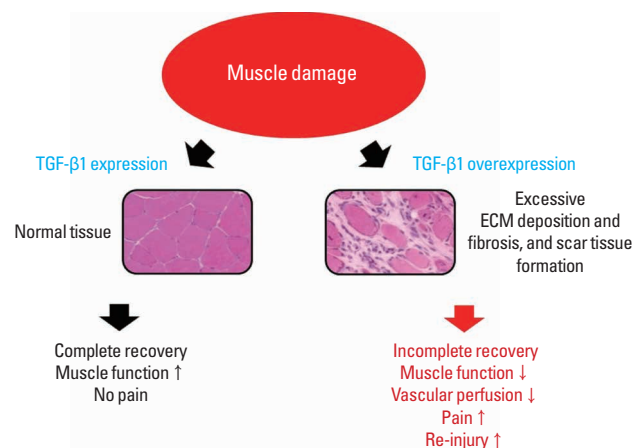 Muscle damage
TGF-β1 expression
TGF-β1 overexpression
Normal tissue
Excessive
ECM deposition and
fibrosis, and scar tissue
formation
Complete recovery
Muscle function ↑
No pain
Incomplete recovery
Muscle function ↓
Vascular perfusion ↓
Pain ↑
Re-injury ↑